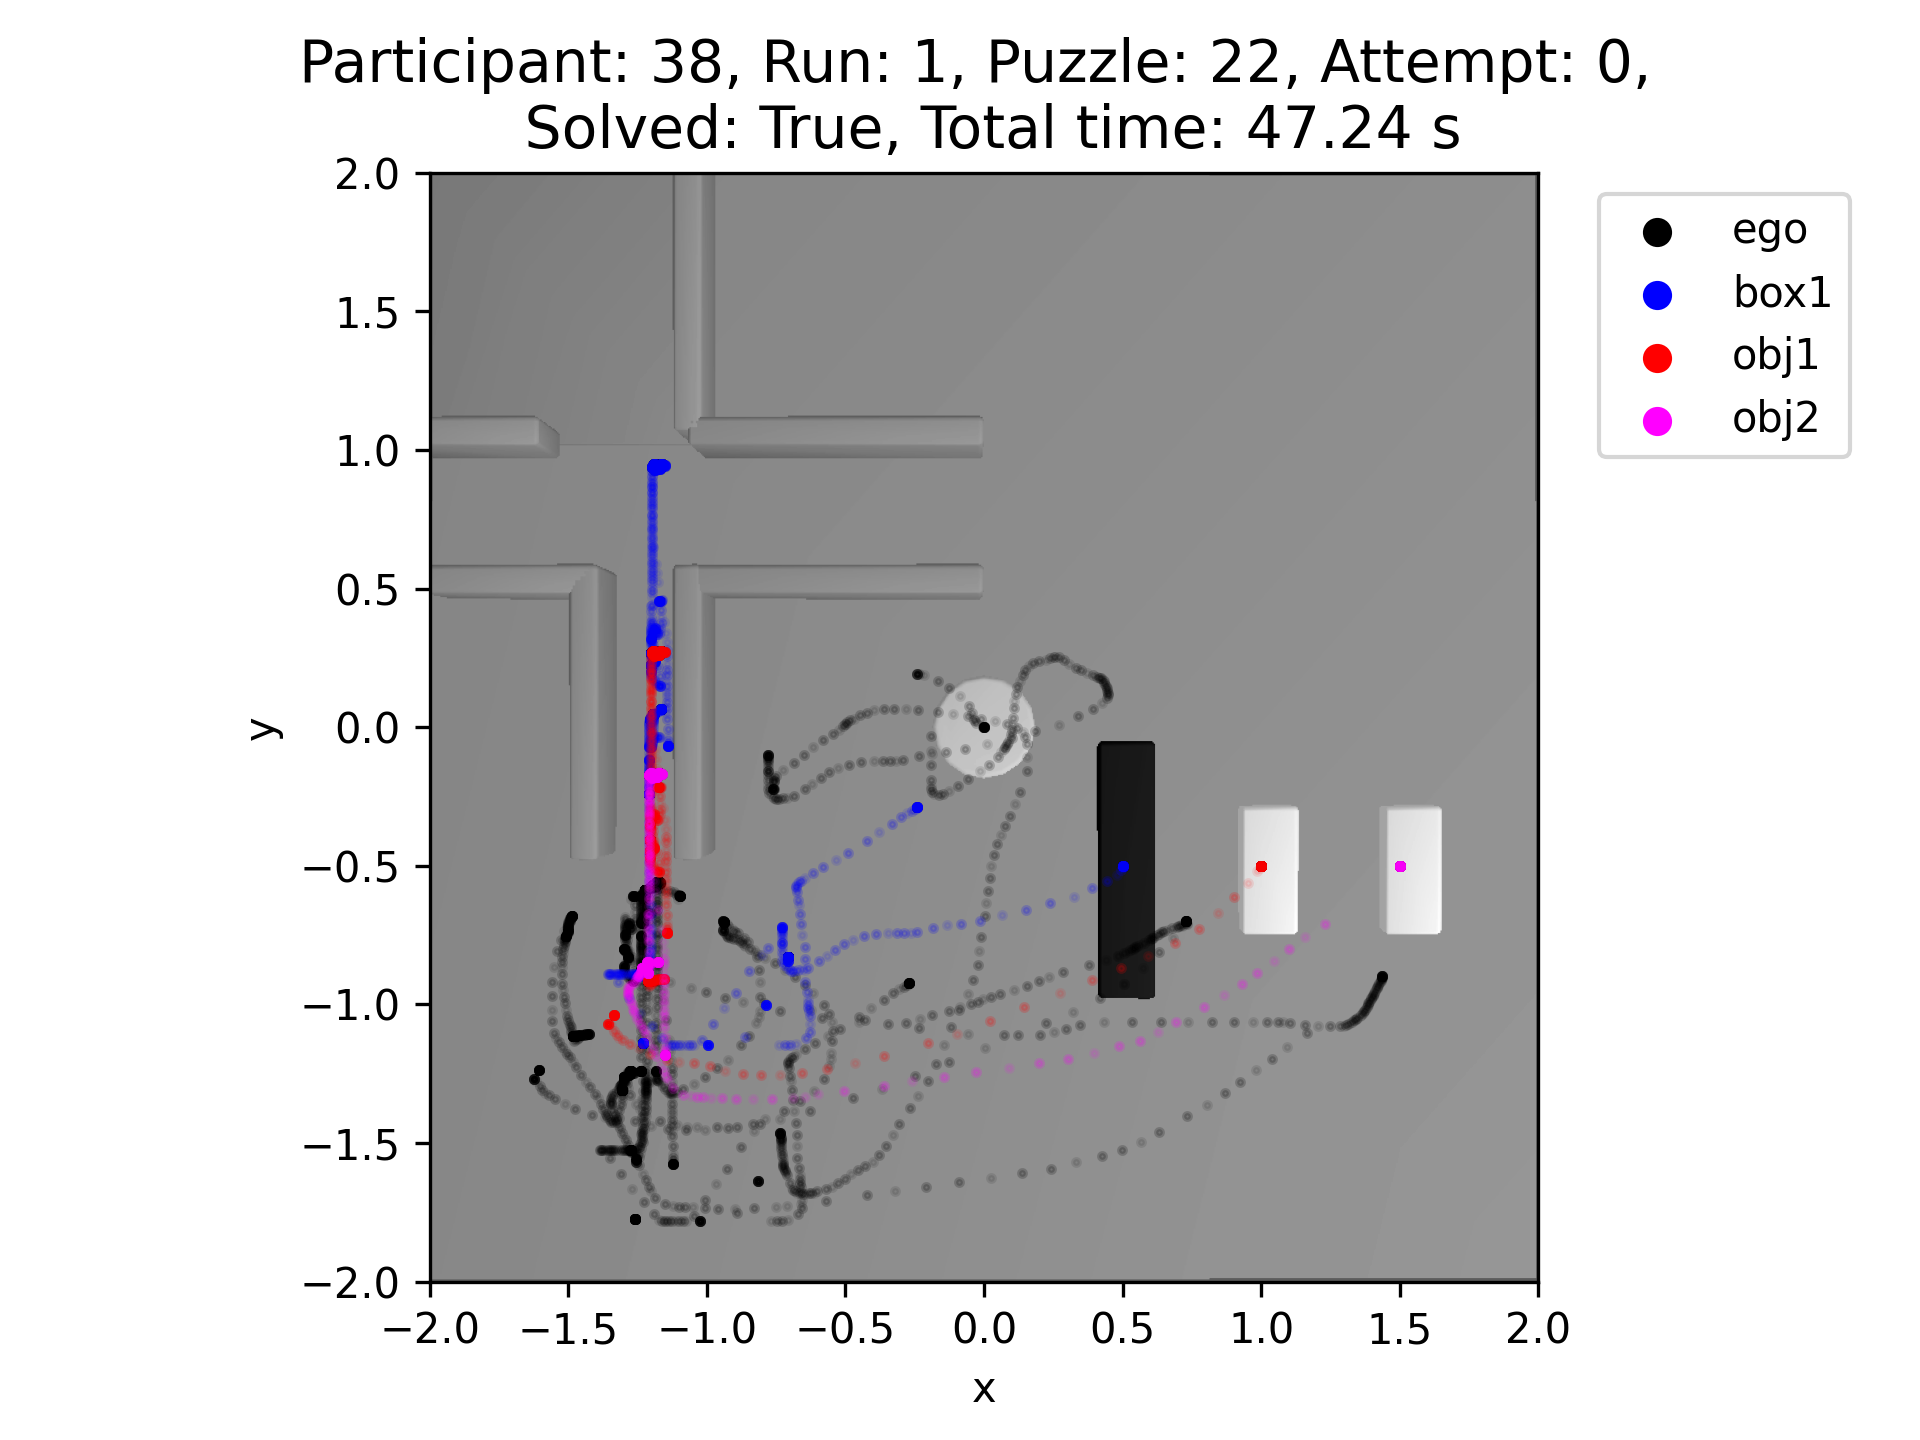 Participant: 38, Run: 1, Puzzle: 22, Attempt: 0,
Solved: True, Total time: 47.24 s
2.0
1.5
1.0
0.5
0.0
−0.5
−1.0
−1.5
−2.0
y
−2.0 −1.5 −1.0 −0.5 0.0 0.5 1.0 1.5 2.0
x
ego
box1
obj1
obj2